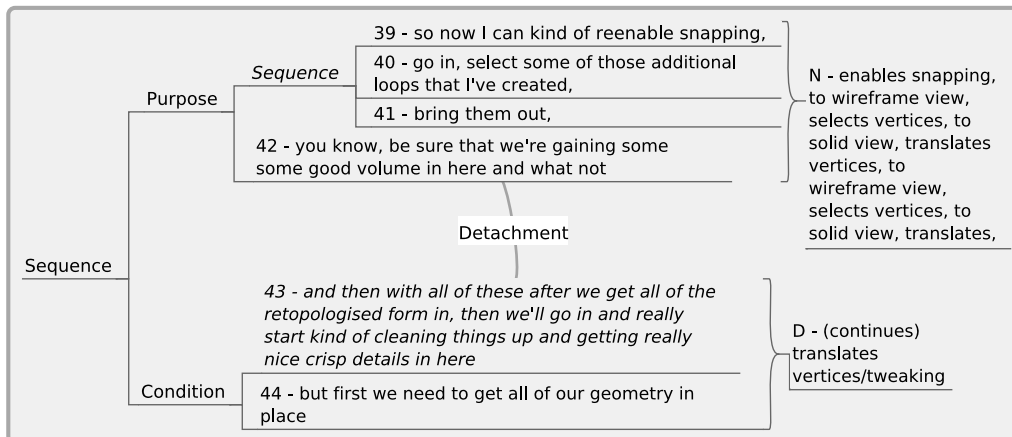 39 - so now I can kind of reenable snapping,
Sequence
40 - go in, select some of those additional
loops that I've created,
41 - bring them out,
Purpose
42 - you know, be sure that we're gaining some
some good volume in here and what not
N - enables snapping,
to wireframe view,
selects vertices, to
solid view, translates
vertices, to
wireframe view,
selects vertices, to
solid view, translates,
Detachment
Sequence
43 - and then with all of these after we get all of the
retopologised form in, then we'll go in and really
start kind of cleaning things up and getting really
nice crisp details in here
Condition
44 - but first we need to get all of our geometry in
place
D - (continues)
translates
vertices/tweaking